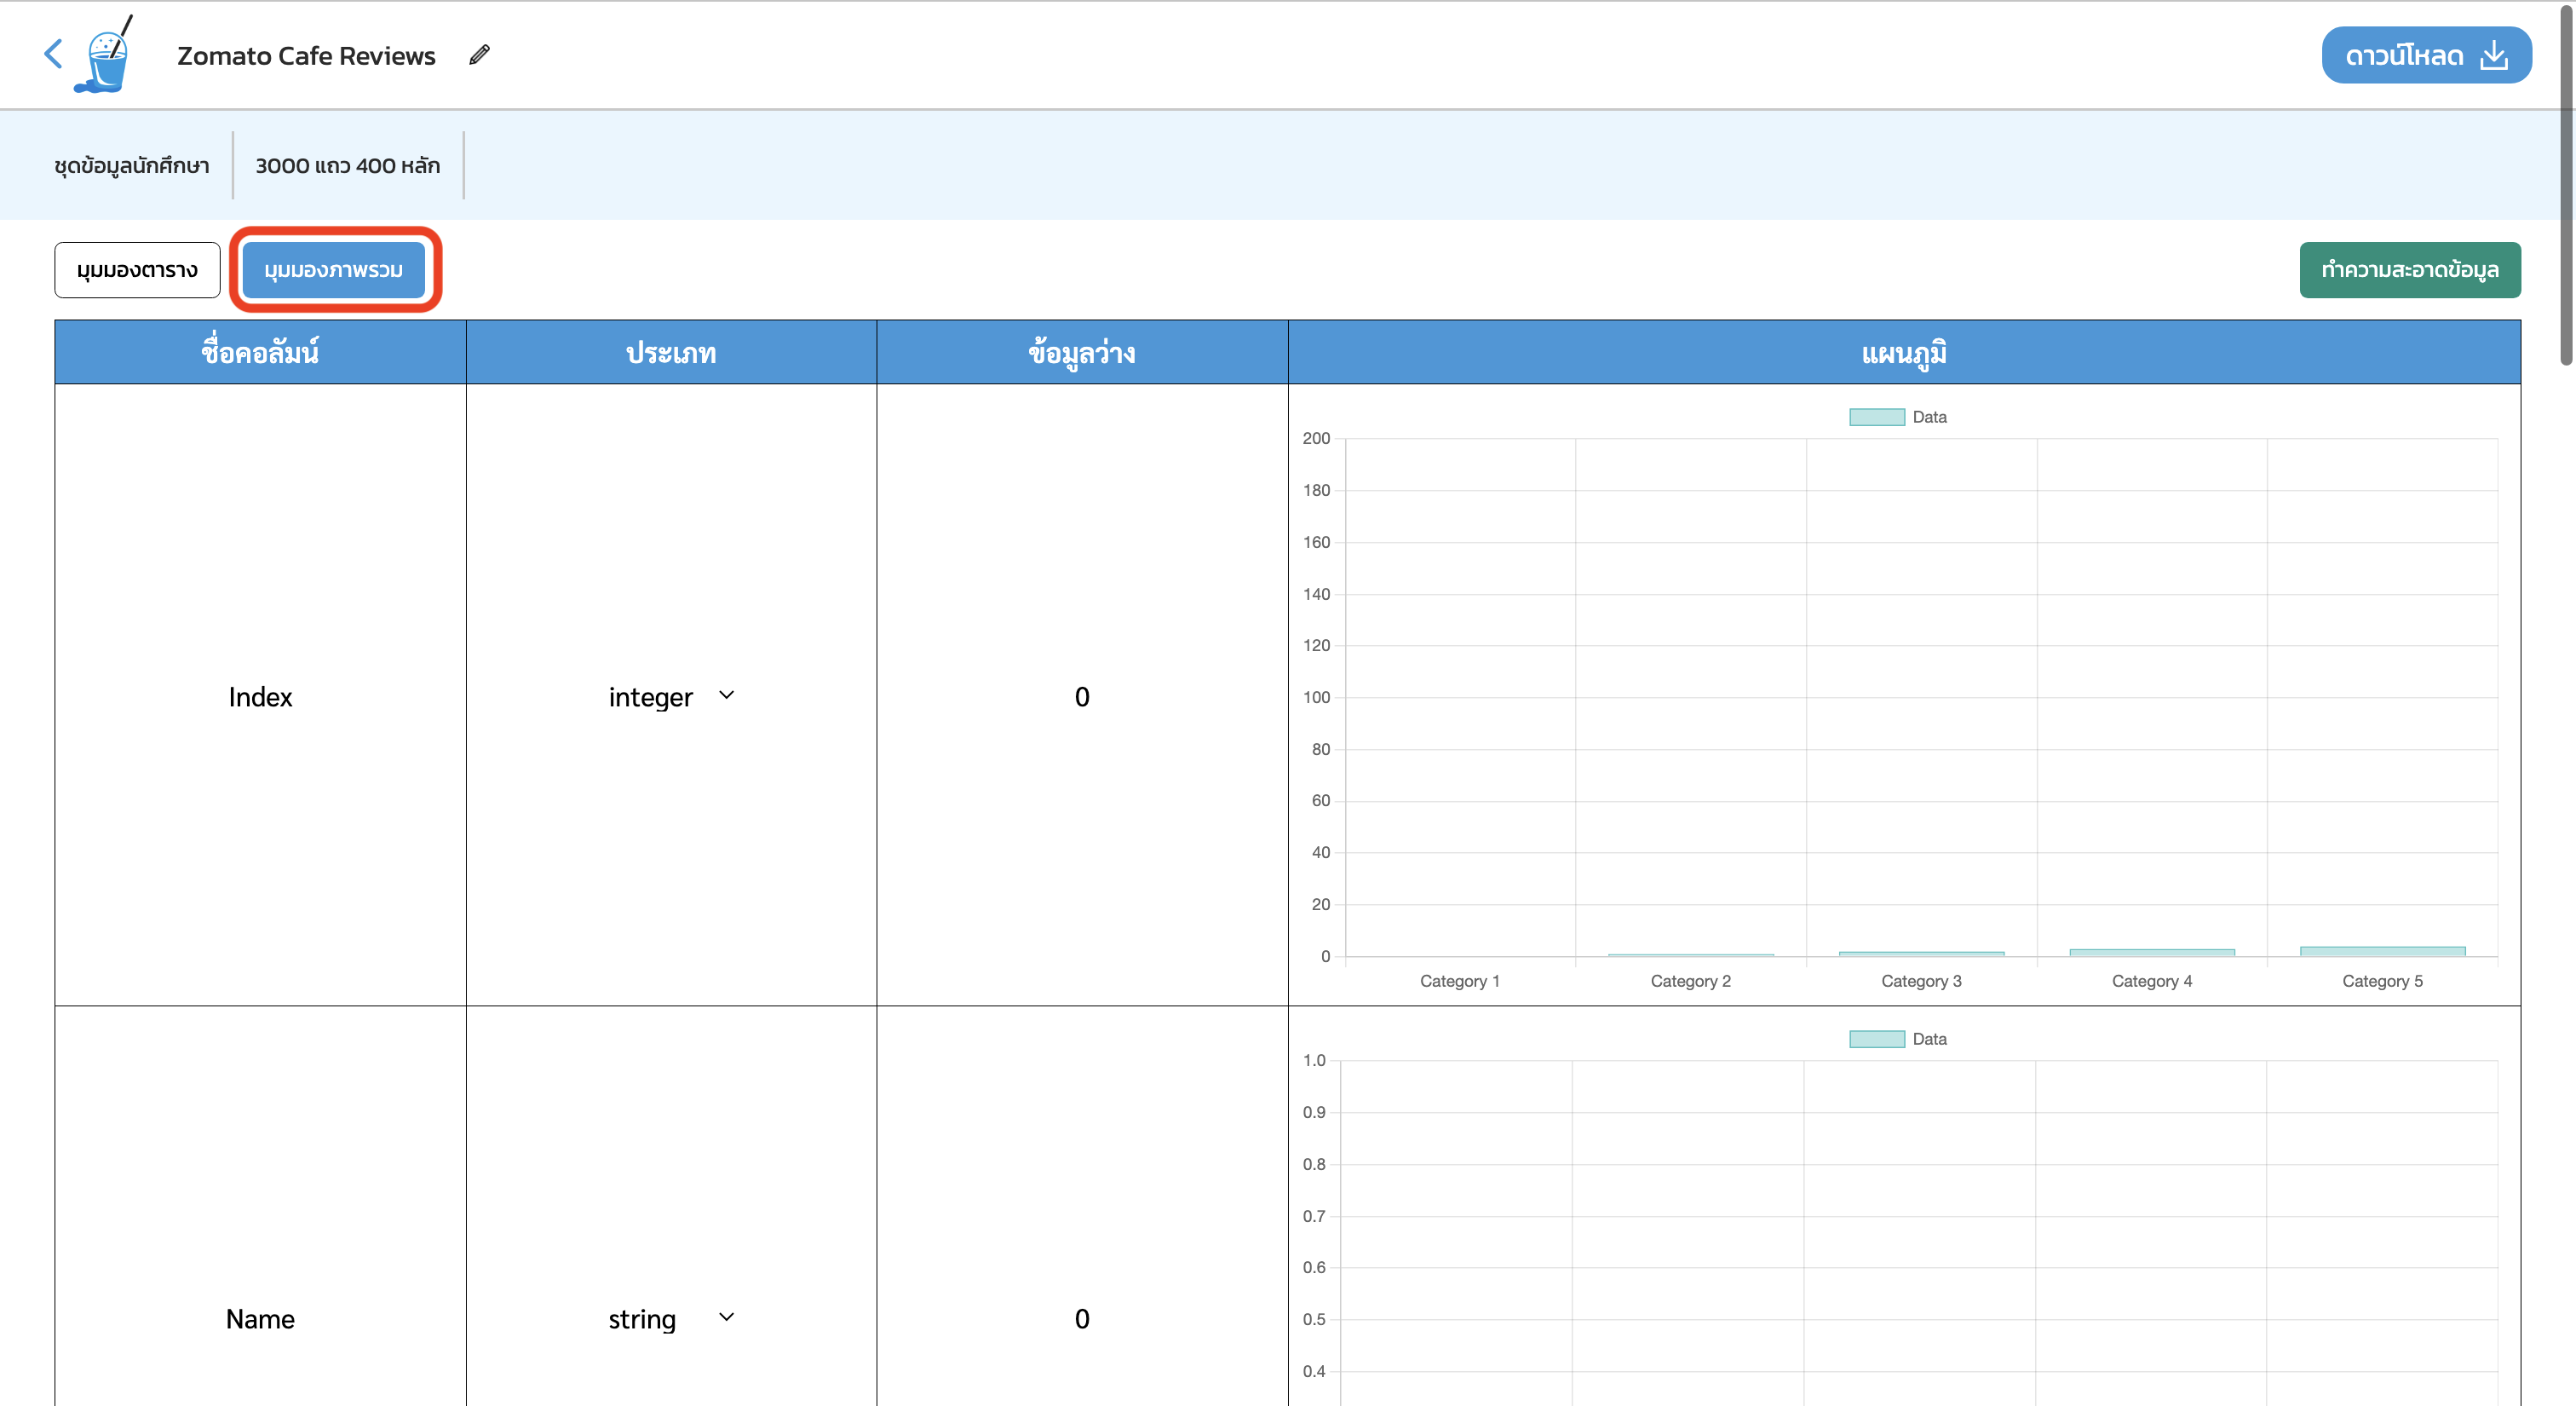 Zomato Cafe Reviews
ดาวน์โหลด
ชุดข้อมูลนักศึกษา
3000 แถว 400 หลัก
มุมมองตาราง
มุมมองภาพรวม
ทำความสะอาดข้อมูล
ชื่อคอลัมน์ ประเภท ข้อมูลว่าง แผนภูมิ
Index integer 0
Data
200
180
160
140
120
100
80
60
40
20
0
Category 1 Category 2 Category 3 Category 4 Category 5
Name string 0
Data
1.0
0.9
0.8
0.7
0.6
0.5
0.4